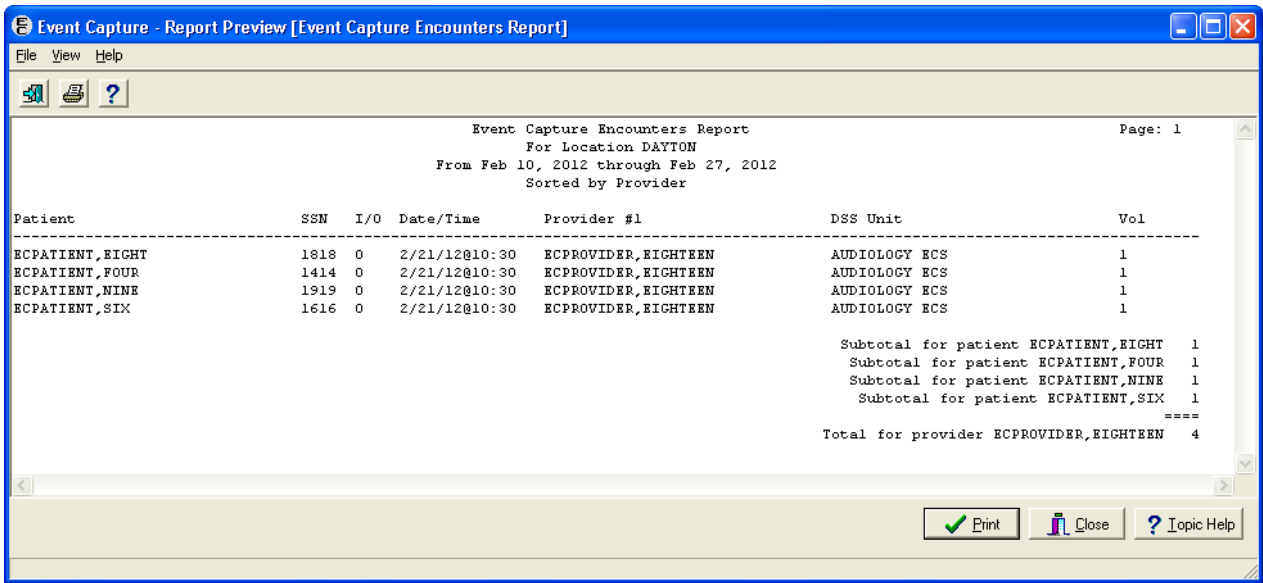 Event Capture - Report Preview [Event Capture Encounters Report]
File View Help
Event Capture Encounters Report Page: 1
For Location DAYTON
From Feb 10, 2012 through Feb 27, 2012
Sorted by Provider
Patient SSN I/O Date/Time Provider #1 DSS Unit Vol
ECPATIENT,EIGHT 1818 O 2/21/12@10:30 ECPROVIDER,EIGHTEEN AUDIOLOGY ECS 1
ECPATIENT,FOUR 1414 O 2/21/12@10:30 ECPROVIDER,EIGHTEEN AUDIOLOGY ECS 1
ECPATIENT,NINE 1919 O 2/21/12@10:30 ECPROVIDER,EIGHTEEN AUDIOLOGY ECS 1
ECPATIENT,SIX 1616 O 2/21/12@10:30 ECPROVIDER,EIGHTEEN AUDIOLOGY ECS 1
Subtotal for patient ECPATIENT,EIGHT 1
Subtotal for patient ECPATIENT,FOUR 1
Subtotal for patient ECPATIENT,NINE 1
Subtotal for patient ECPATIENT,SIX 1
====
Total for provider ECPROVIDER,EIGHTEEN 4
Print Close ? Topic Help